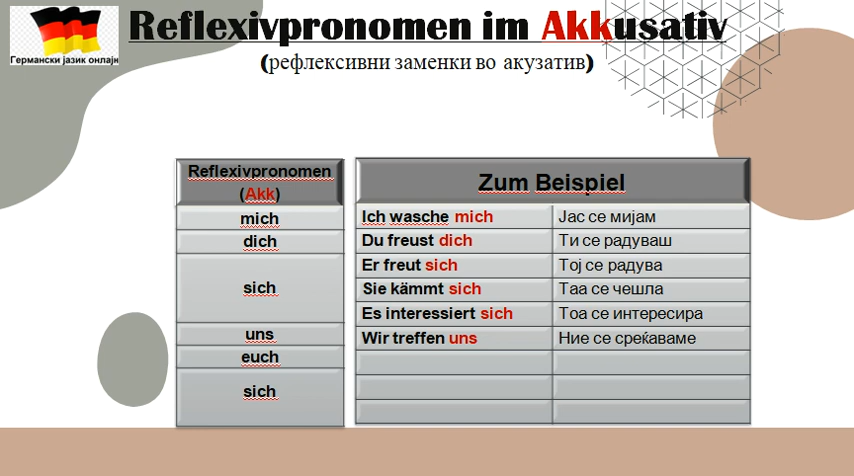 Reflexivpronomen im Akkusativ
Германски јазик онлајн
(рефлексивни заменки во акузатив)
Reflexivpronomen
(Akk)
mich
dich
sich
uns
euch
sich
Zum Beispiel
Ich wasche mich Јас се мијам
Du freust dich Ти се радуваш
Er freut sich Тој се радува
Sie kämmt sich Таа се чешла
Es interessiert sich Тоа се интересира
Wir treffen uns Ние се среќаваме